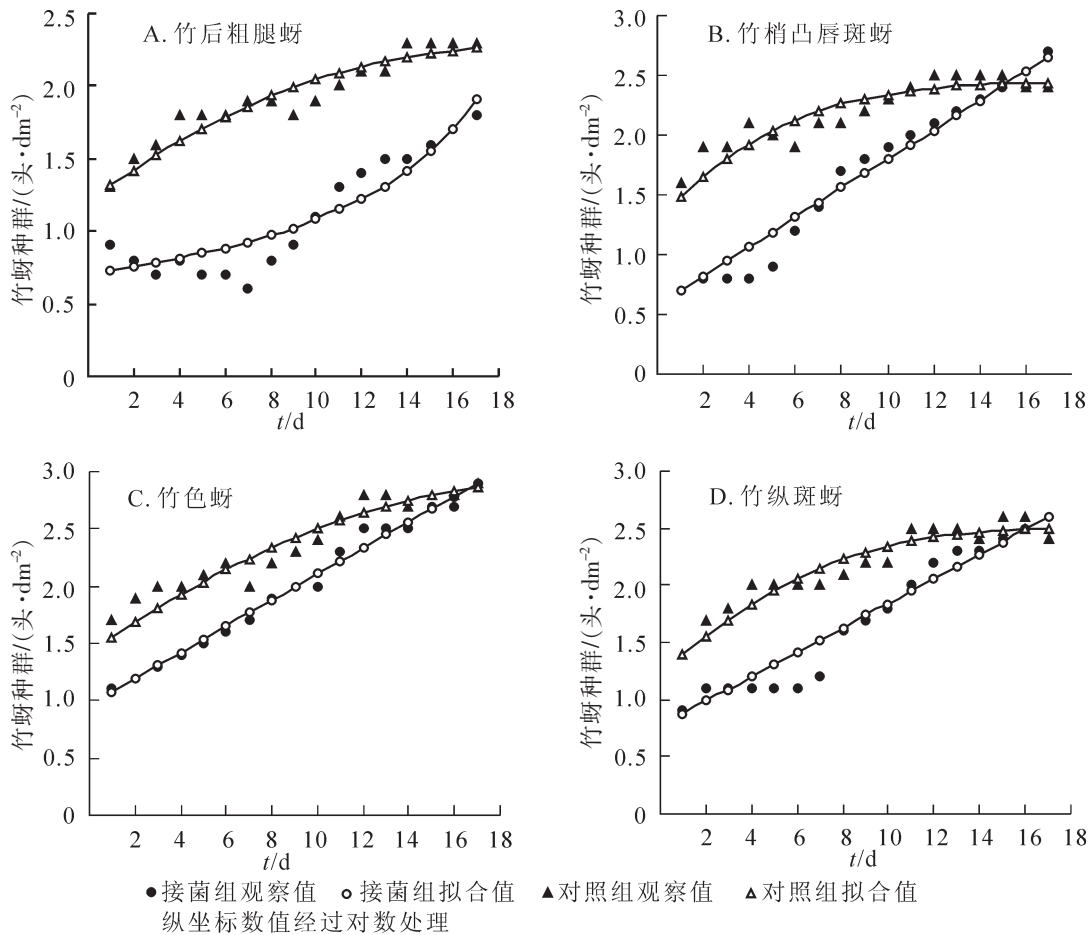 A. 竹后粗腿蚜
竹蚜种群/(头·dm⁻²)
2.5
2.0
1.5
1.0
0.5
0
2 4 6 8 10 12 14 16 18
t/d
B. 竹梢凸唇斑蚜
竹蚜种群/(头·dm⁻²)
3.0
2.5
2.0
1.5
1.0
0.5
0
2 4 6 8 10 12 14 16 18
t/d
C. 竹色蚜
竹蚜种群/(头·dm⁻²)
3.0
2.5
2.0
1.5
1.0
0.5
0
2 4 6 8 10 12 14 16 18
t/d
D. 竹纵斑蚜
竹蚜种群/(头·dm⁻²)
3.0
2.5
2.0
1.5
1.0
0.5
0
2 4 6 8 10 12 14 16 18
t/d
接菌组观察值 接菌组拟合值 对照组观察值 对照组拟合值
纵坐标数值经过对数处理